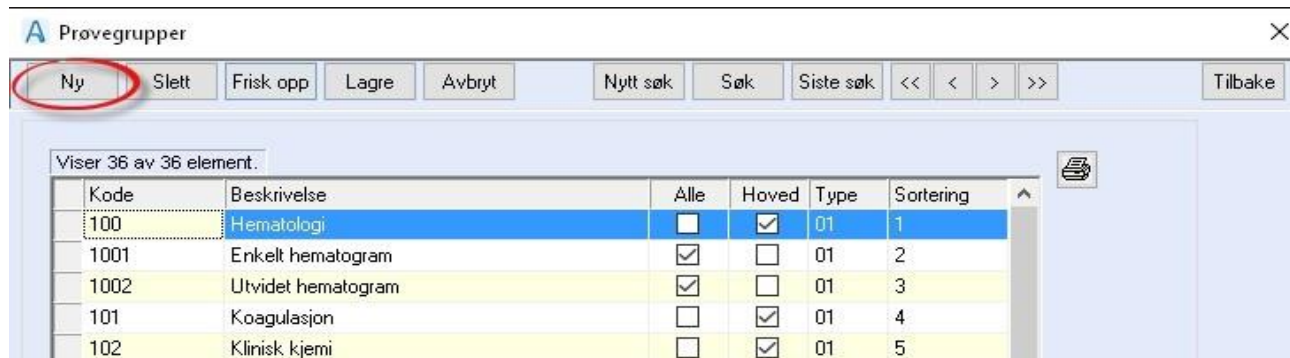 Prøvegrupper
Ny Slett Frisk opp Lagre Avbryt Nytt søk Søk Siste søk << < > >> Tilbake
Viser 36 av 36 element.
Kode Beskrivelse Alle Hoved Type Sortering
100 Hematologi 01 1
1001 Enkelt hematogram 01 2
1002 Utvidet hematogram 01 3
101 Koagulasjon 01 4
102 Klinisk kjemi 01 5